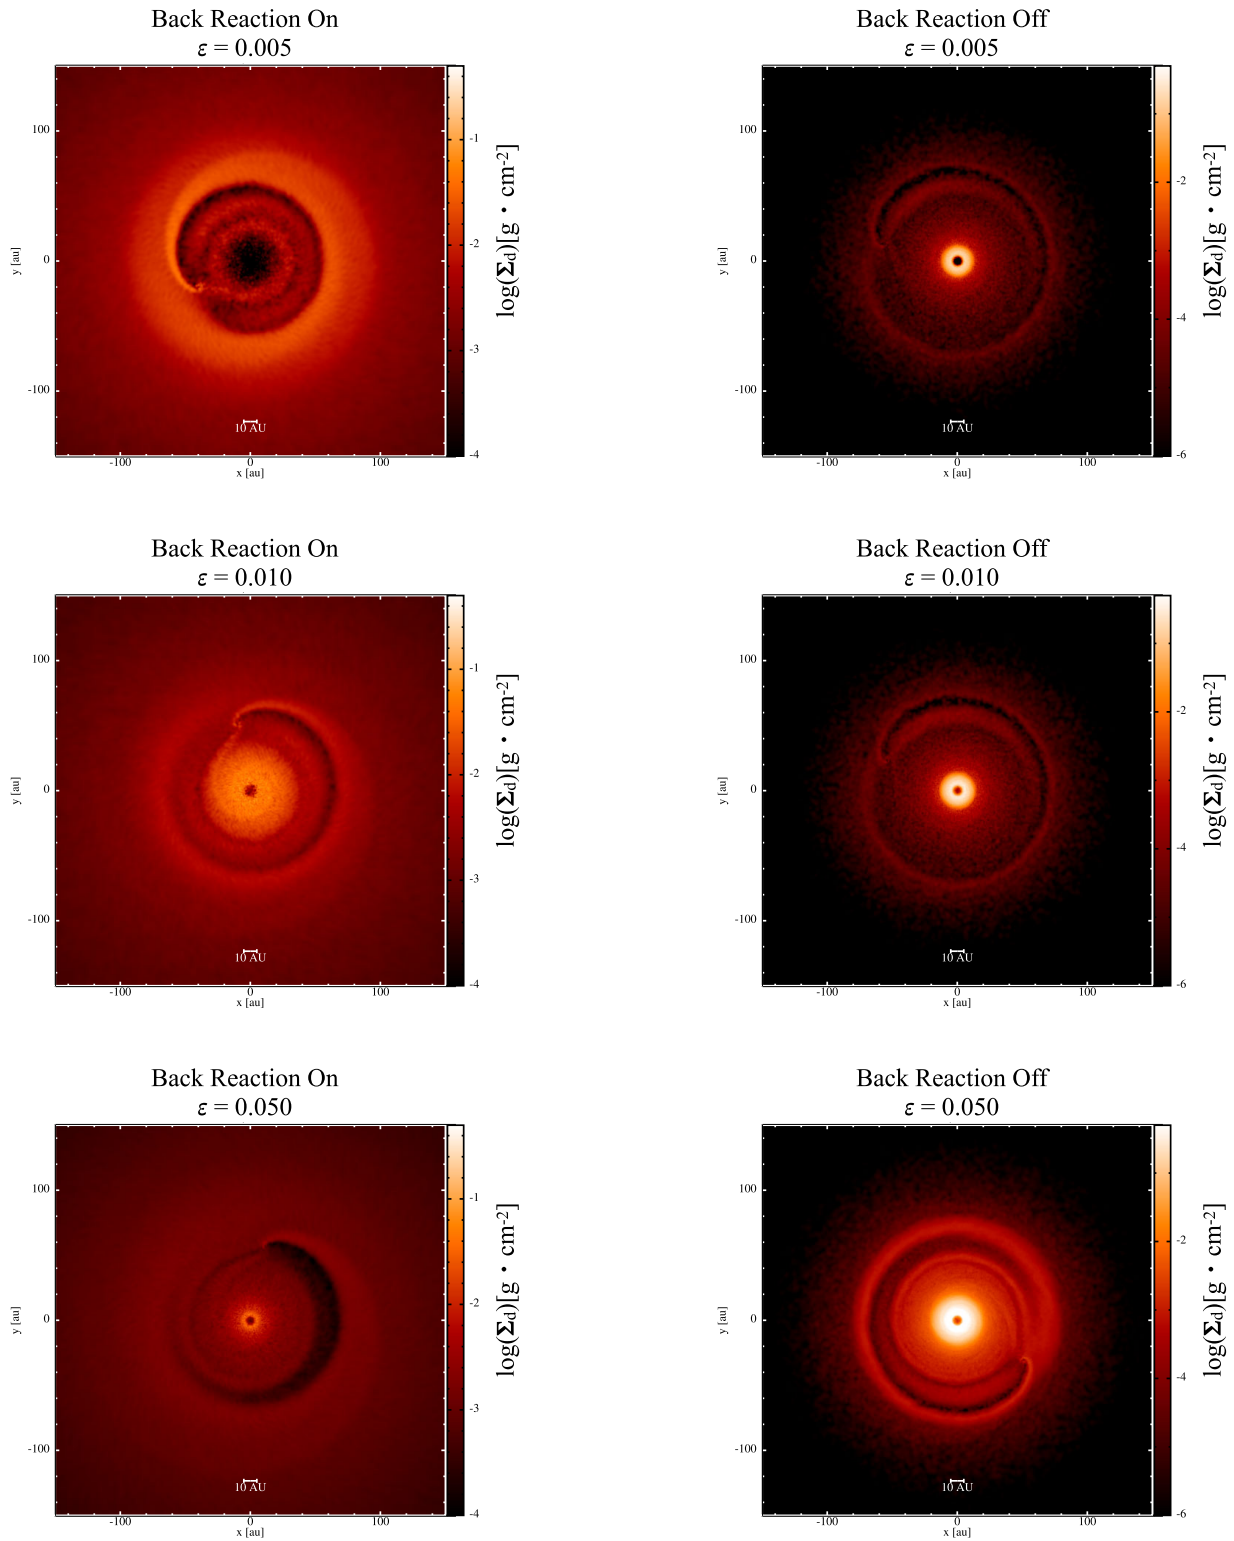 Back Reaction On
ε = 0.005
100
0
-100
y [au]
-100
0
100
x [au]
10 AU
-1
-2
-3
-4
log(Σd)[g · cm-2]
Back Reaction Off
ε = 0.005
100
0
-100
y [au]
-100
0
100
x [au]
10 AU
-2
-4
-6
log(Σd)[g · cm-2]
Back Reaction On
ε = 0.010
100
0
-100
y [au]
-100
0
100
x [au]
10 AU
-1
-2
-3
-4
log(Σd)[g · cm-2]
Back Reaction Off
ε = 0.010
100
0
-100
y [au]
-100
0
100
x [au]
10 AU
-2
-4
-6
log(Σd)[g · cm-2]
Back Reaction On
ε = 0.050
100
0
-100
y [au]
-100
0
100
x [au]
10 AU
-1
-2
-3
-4
log(Σd)[g · cm-2]
Back Reaction Off
ε = 0.050
100
0
-100
y [au]
-100
0
100
x [au]
10 AU
-2
-4
-6
log(Σd)[g · cm-2]